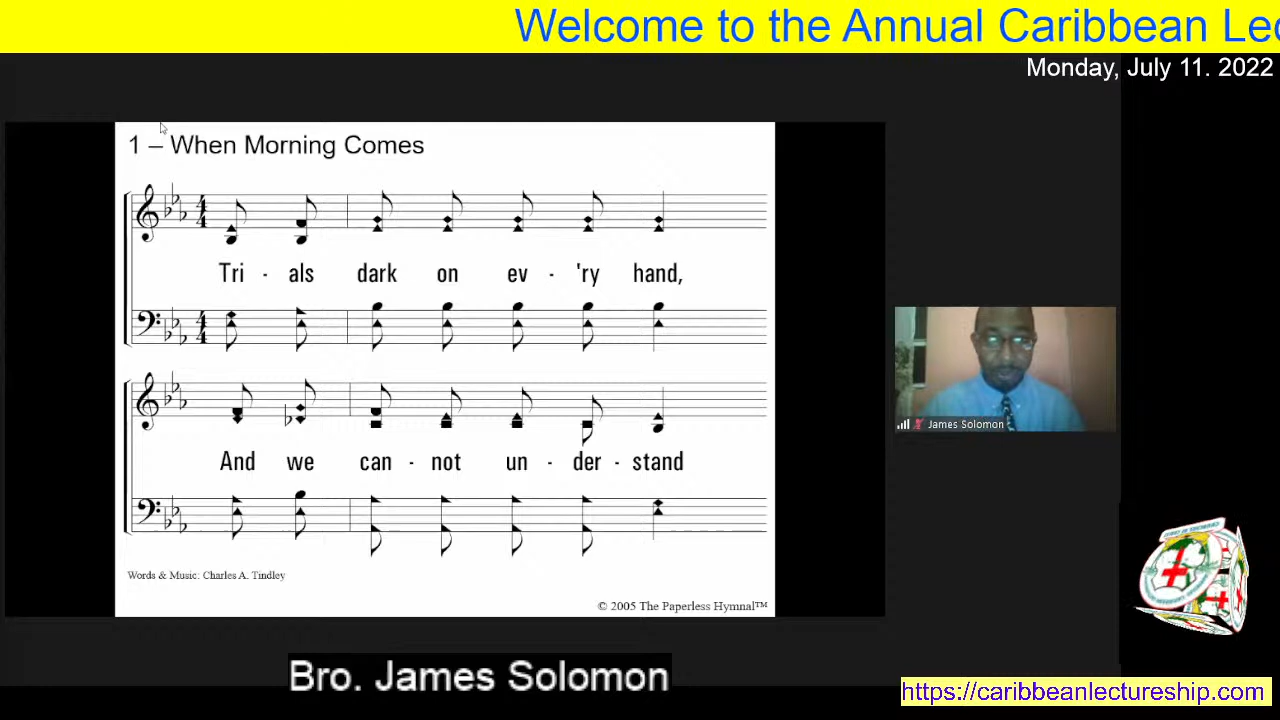 Welcome to the Annual Caribbean Lec
Monday, July 11. 2022
1 – When Morning Comes
Tri - als dark on ev - 'ry hand,
And we can - not un - der - stand
Words & Music: Charles A. Tindley
© 2005 The Paperless Hymnal™
James Solomon
Bro. James Solomon
https://caribbeanlectureship.com